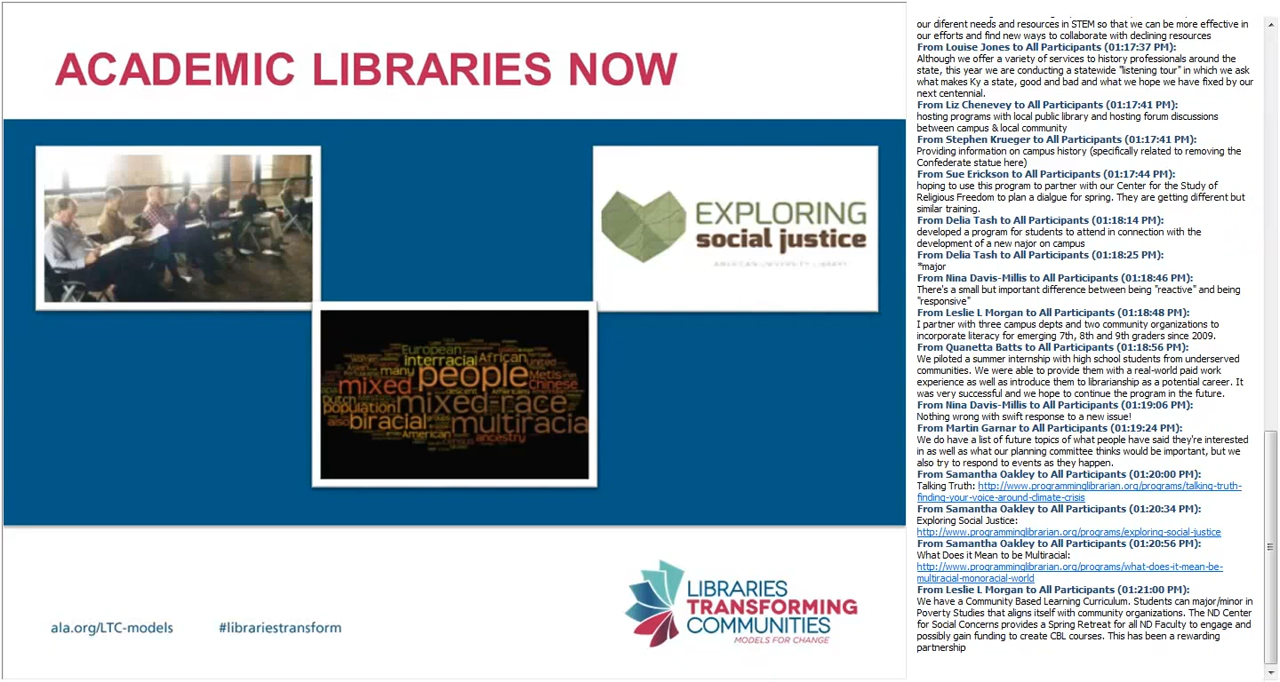 ACADEMIC LIBRARIES NOW
EXPLORING
social justice
AMERICAN UNIVERSITY LIBRARY
European
interracial African
many people United
Metis
mixed Chinese
Dutch
population mixed-race
also biracial multiracia
American ancestry
LIBRARIES
TRANSFORMING
COMMUNITIES
MODELS FOR CHANGE
ala.org/LTC-models #librariestransform
our diferent needs and resources in STEM so that we can be more effective in
our efforts and find new ways to collaborate with declining resources
From Louise Jones to All Participants (01:17:37 PM):
Although we offer a variety of services to history professionals around the
state, this year we are conducting a statewide "listening tour" in which we ask
what makes Ky a state, good and bad and what we hope we have fixed by our
next centennial.
From Liz Chenevey to All Participants (01:17:41 PM):
hosting programs with local public library and hosting forum discussions
between campus & local community
From Stephen Krueger to All Participants (01:17:41 PM):
Providing information on campus history (specifically related to removing the
Confederate statue here)
From Sue Erickson to All Participants (01:17:44 PM):
hoping to use this program to partner with our Center for the Study of
Religious Freedom to plan a dialgue for spring. They are getting different but
similar training.
From Delia Tash to All Participants (01:18:14 PM):
developed a program for students to attend in connection with the
development of a new najor on campus
From Delia Tash to All Participants (01:18:25 PM):
*major
From Nina Davis-Millis to All Participants (01:18:46 PM):
There's a small but important difference between being "reactive" and being
"responsive"
From Leslie L Morgan to All Participants (01:18:48 PM):
I partner with three campus depts and two community organizations to
incorporate literacy for emerging 7th, 8th and 9th graders since 2009.
From Quanetta Batts to All Participants (01:18:56 PM):
We piloted a summer internship with high school students from underserved
communities. We were able to provide them with a real-world paid work
experience as well as introduce them to librarianship as a potential career. It
was very successful and we hope to continue the program in the future.
From Nina Davis-Millis to All Participants (01:19:06 PM):
Nothing wrong with swift response to a new issue!
From Martin Garnar to All Participants (01:19:24 PM):
We do have a list of future topics of what people have said they're interested
in as well as what our planning committee thinks would be important, but we
also try to respond to events as they happen.
From Samantha Oakley to All Participants (01:20:00 PM):
Talking Truth: http://www.programminglibrarian.org/programs/talking-truth-
finding-your-voice-around-climate-crisis
From Samantha Oakley to All Participants (01:20:34 PM):
Exploring Social Justice:
http://www.programminglibrarian.org/programs/exploring-social-justice
From Samantha Oakley to All Participants (01:20:56 PM):
What Does it Mean to be Multiracial:
http://www.programminglibrarian.org/programs/what-does-it-mean-be-
multiracial-monoracial-world
From Leslie L Morgan to All Participants (01:21:00 PM):
We have a Community Based Learning Curriculum. Students can major/minor in
Poverty Studies that aligns itself with community organizations. The ND Center
for Social Concerns provides a Spring Retreat for all ND Faculty to engage and
possibly gain funding to create CBL courses. This has been a rewarding
partnership